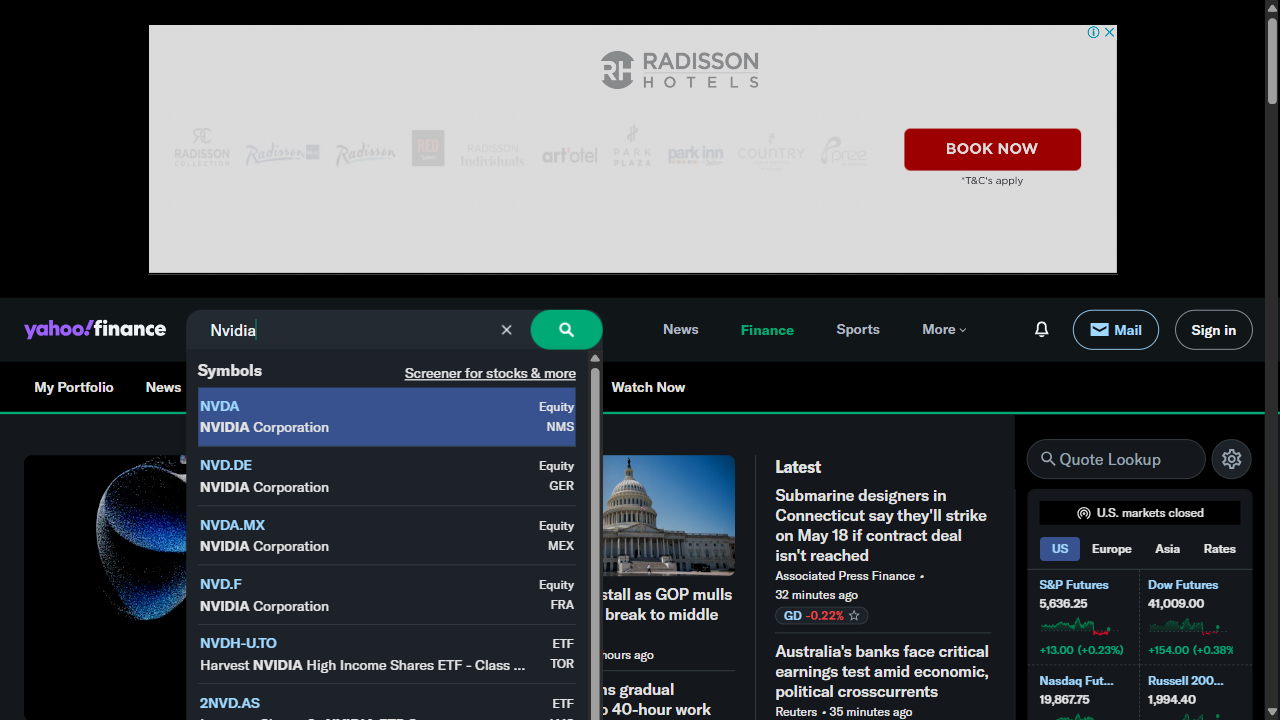 RADISSON
HOTELS
RADISSON
COLLECTION
Radisson
Radisson
RED
RADISSON
Individuals
art'otel
PARK
PLAZA
park inn
COUNTRY
prize
BOOK NOW
*T&C's apply
yahoo!finance
Nvidia
News
Finance
Sports
More
Mail
Sign in
My Portfolio
News
Watch Now
Symbols
Screener for stocks & more
NVDA
Equity
NVIDIA Corporation
NMS
NVD.DE
Equity
NVIDIA Corporation
GER
NVDA.MX
Equity
NVIDIA Corporation
MEX
NVD.F
Equity
NVIDIA Corporation
FRA
NVDH-U.TO
ETF
Harvest NVIDIA High Income Shares ETF - Class ...
TOR
2NVD.AS
ETF
stall as GOP mulls
break to middle
hours ago
ns gradual
o 40-hour work
Latest
Submarine designers in
Connecticut say they'll strike
on May 18 if contract deal
isn't reached
Associated Press Finance •
32 minutes ago
GD -0.22%
Australia's banks face critical
earnings test amid economic,
political crosscurrents
Reuters • 35 minutes ago
Quote Lookup
U.S. markets closed
US
Europe
Asia
Rates
S&P Futures
5,636.25
+13.00 (+0.23%)
Dow Futures
41,009.00
+154.00 (+0.38%
Nasdaq Fut...
19,867.75
Russell 200...
1,994.40